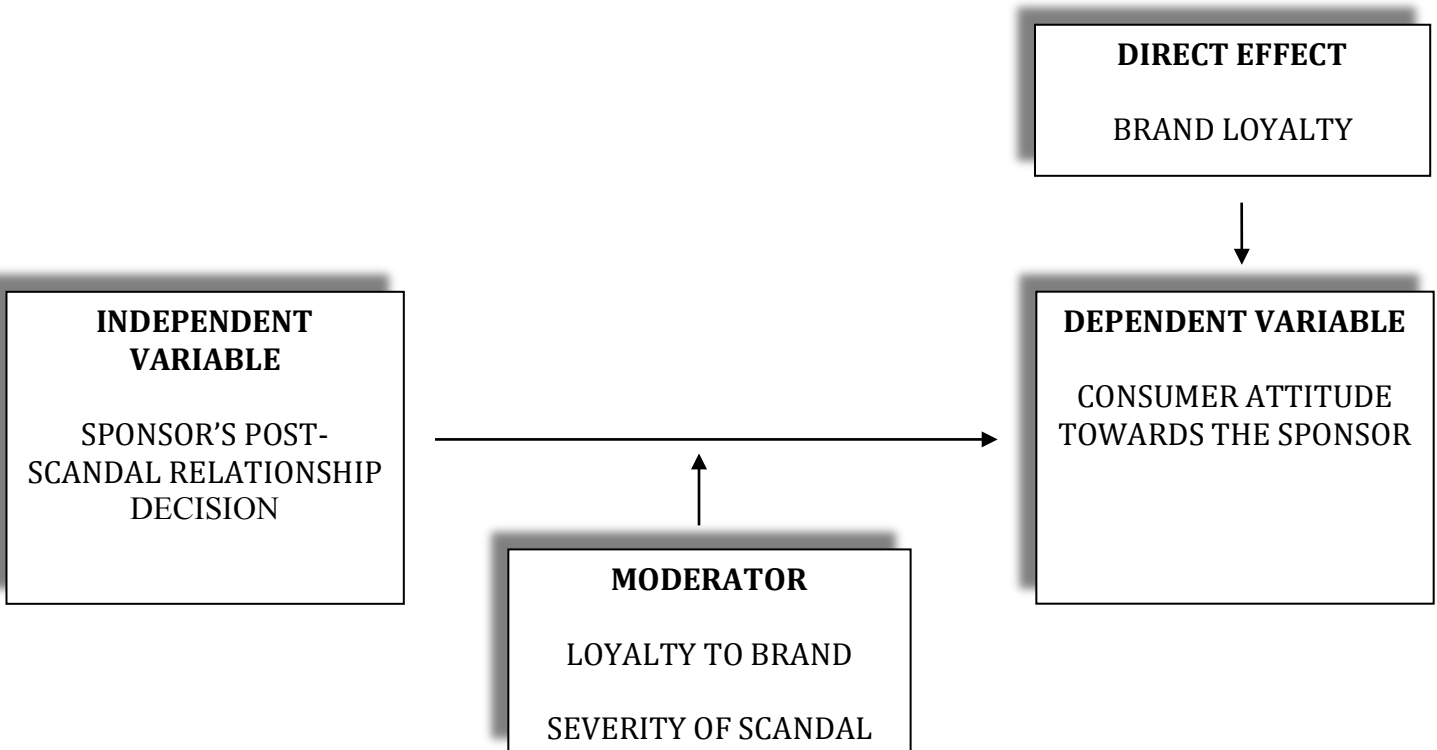 DIRECT EFFECT
BRAND LOYALTY
INDEPENDENT
VARIABLE
SPONSOR’S POST-
SCANDAL RELATIONSHIP
DECISION
DEPENDENT VARIABLE
CONSUMER ATTITUDE
TOWARDS THE SPONSOR
MODERATOR
LOYALTY TO BRAND
SEVERITY OF SCANDAL